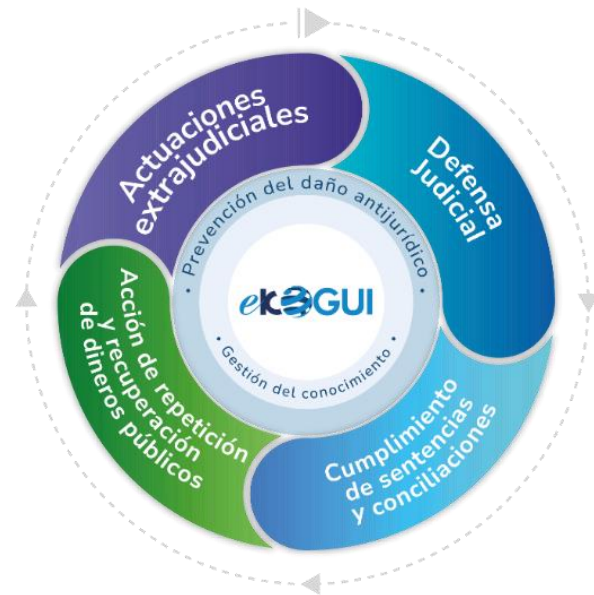 Actuaciones
extrajudiciales
Defensa
Judicial
Cumplimiento
de sentencias
y conciliaciones
Acción de repetición
y recuperación
de dineros públicos
• Prevención del daño antijurídico •
eKOGUI
• Gestión del conocimiento •